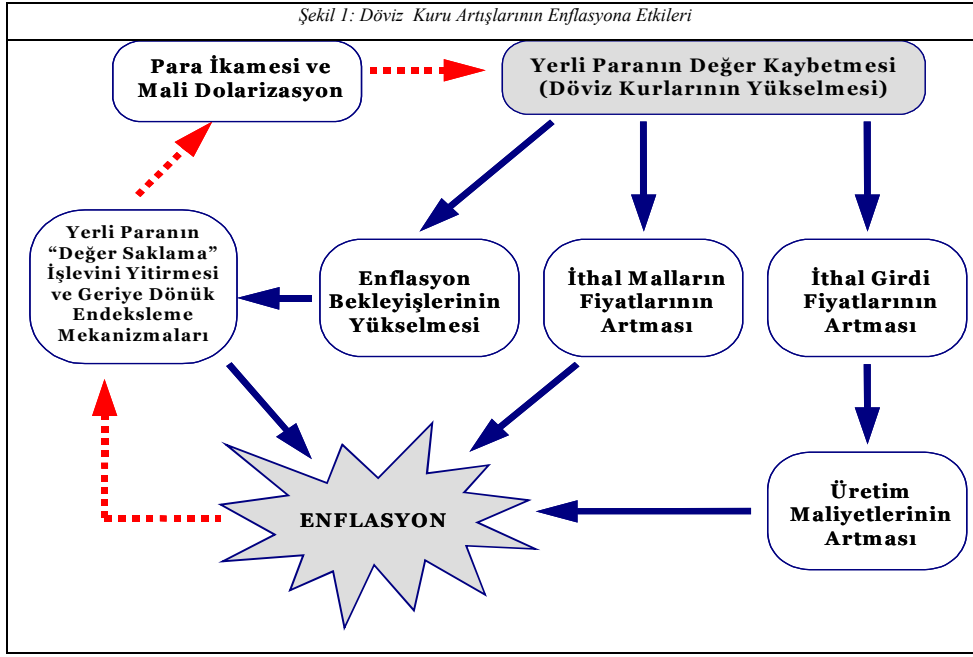 Şekil 1: Döviz Kuru Artışlarının Enflasyona Etkileri
Para İkamesi ve
Mali Dolarizasyon
Yerli Paranın Değer Kaybetmesi
(Döviz Kurlarının Yükselmesi)
Yerli Paranın
“Değer Saklama”
İşlevini Yitirmesi
ve Geriye Dönük
Endeksleme
Mekanizmaları
Enflasyon
Bekleyişlerinin
Yükselmesi
İthal Malların
Fiyatlarının
Artması
İthal Girdi
Fiyatlarının
Artması
ENFLASYON
Üretim
Maliyetlerinin
Artması